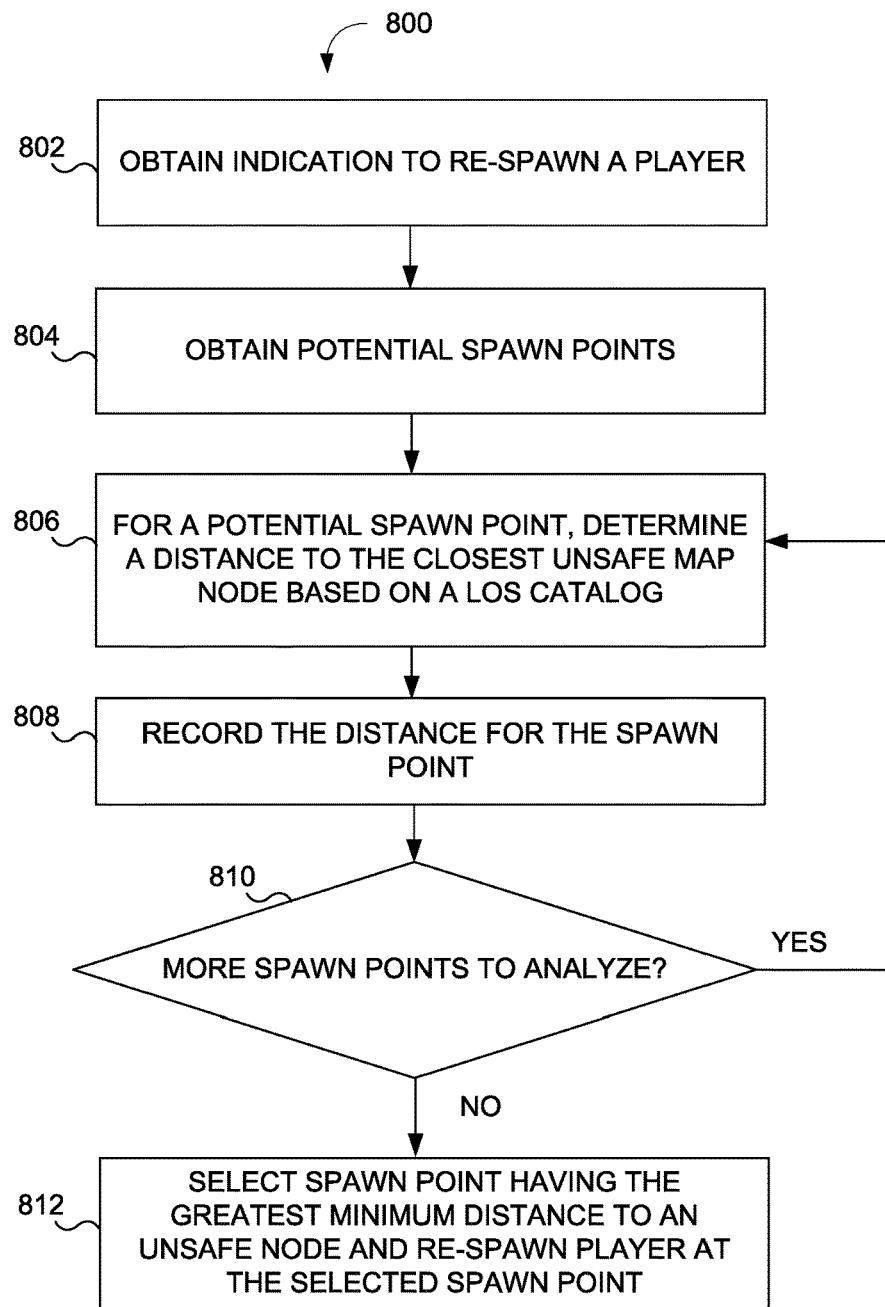 800
802
OBTAIN INDICATION TO RE-SPAWN A PLAYER
804
OBTAIN POTENTIAL SPAWN POINTS
806
FOR A POTENTIAL SPAWN POINT, DETERMINE
A DISTANCE TO THE CLOSEST UNSAFE MAP
NODE BASED ON A LOS CATALOG
808
RECORD THE DISTANCE FOR THE SPAWN
POINT
810
MORE SPAWN POINTS TO ANALYZE?
YES
NO
812
SELECT SPAWN POINT HAVING THE
GREATEST MINIMUM DISTANCE TO AN
UNSAFE NODE AND RE-SPAWN PLAYER AT
THE SELECTED SPAWN POINT